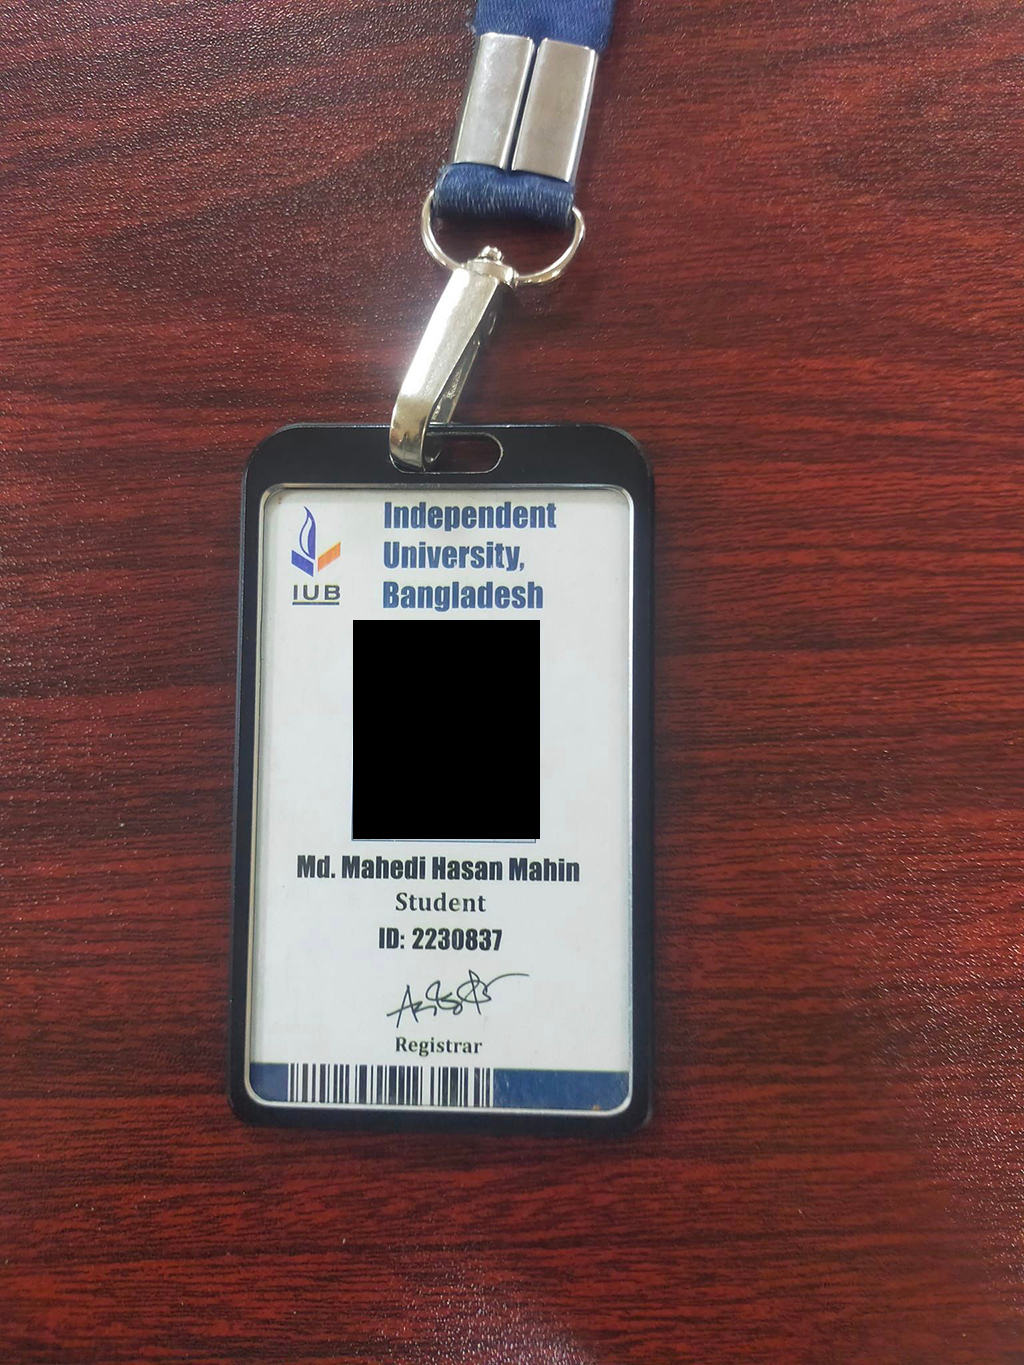 IUB
Independent
University,
Bangladesh
Md. Mahedi Hasan Mahin
Student
ID: 2230837
Registrar